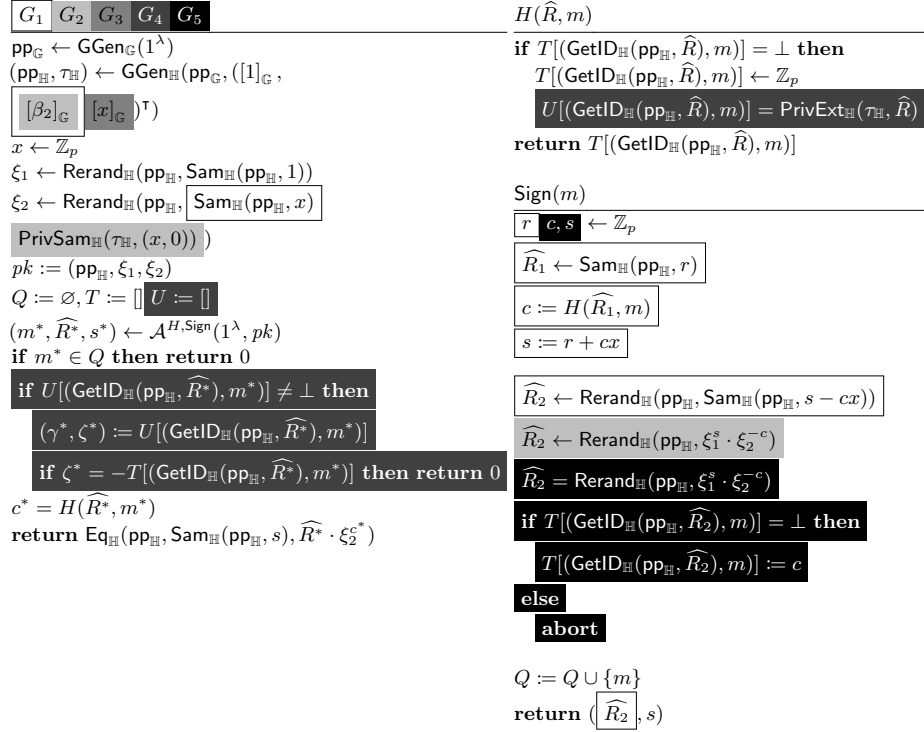 G₁ G₂ G₃ G₄ G₅
pp_𝔾 ← GGen_𝔾(1^λ)
(pp_ℍ, τ_ℍ) ← GGen_ℍ(pp_𝔾, ([1]_𝔾 ,
[β₂]_𝔾 [x]_𝔾 )^⊺)
x ← ℤ_p
ξ₁ ← Rerand_ℍ(pp_ℍ, Sam_ℍ(pp_ℍ, 1))
ξ₂ ← Rerand_ℍ(pp_ℍ, Sam_ℍ(pp_ℍ, x)
PrivSam_ℍ(τ_ℍ, (x, 0)) )
pk := (pp_ℍ, ξ₁, ξ₂)
Q := ∅, T := [] U := []
(m*, R̂*, s*) ← 𝒜^{H,Sign}(1^λ, pk)
if m* ∈ Q then return 0
if U[(GetID_ℍ(pp_ℍ, R̂*), m*)] ≠ ⊥ then
(γ*, ζ*) := U[(GetID_ℍ(pp_ℍ, R̂*), m*)]
if ζ* = −T[(GetID_ℍ(pp_ℍ, R̂*), m*)] then return 0
c* = H(R̂*, m*)
return Eq_ℍ(pp_ℍ, Sam_ℍ(pp_ℍ, s), R̂* · ξ₂^{c*})
H(R̂, m)
if T[(GetID_ℍ(pp_ℍ, R̂), m)] = ⊥ then
T[(GetID_ℍ(pp_ℍ, R̂), m)] ← ℤ_p
U[(GetID_ℍ(pp_ℍ, R̂), m)] = PrivExt_ℍ(τ_ℍ, R̂)
return T[(GetID_ℍ(pp_ℍ, R̂), m)]
Sign(m)
r c, s ← ℤ_p
R̂₁ ← Sam_ℍ(pp_ℍ, r)
c := H(R̂₁, m)
s := r + cx
R̂₂ ← Rerand_ℍ(pp_ℍ, Sam_ℍ(pp_ℍ, s − cx))
R̂₂ ← Rerand_ℍ(pp_ℍ, ξ₁^s · ξ₂^{−c})
R̂₂ = Rerand_ℍ(pp_ℍ, ξ₁^s · ξ₂^{−c})
if T[(GetID_ℍ(pp_ℍ, R̂₂), m)] = ⊥ then
T[(GetID_ℍ(pp_ℍ, R̂₂), m)] := c
else
abort
Q := Q ∪ {m}
return ( R̂₂ , s)